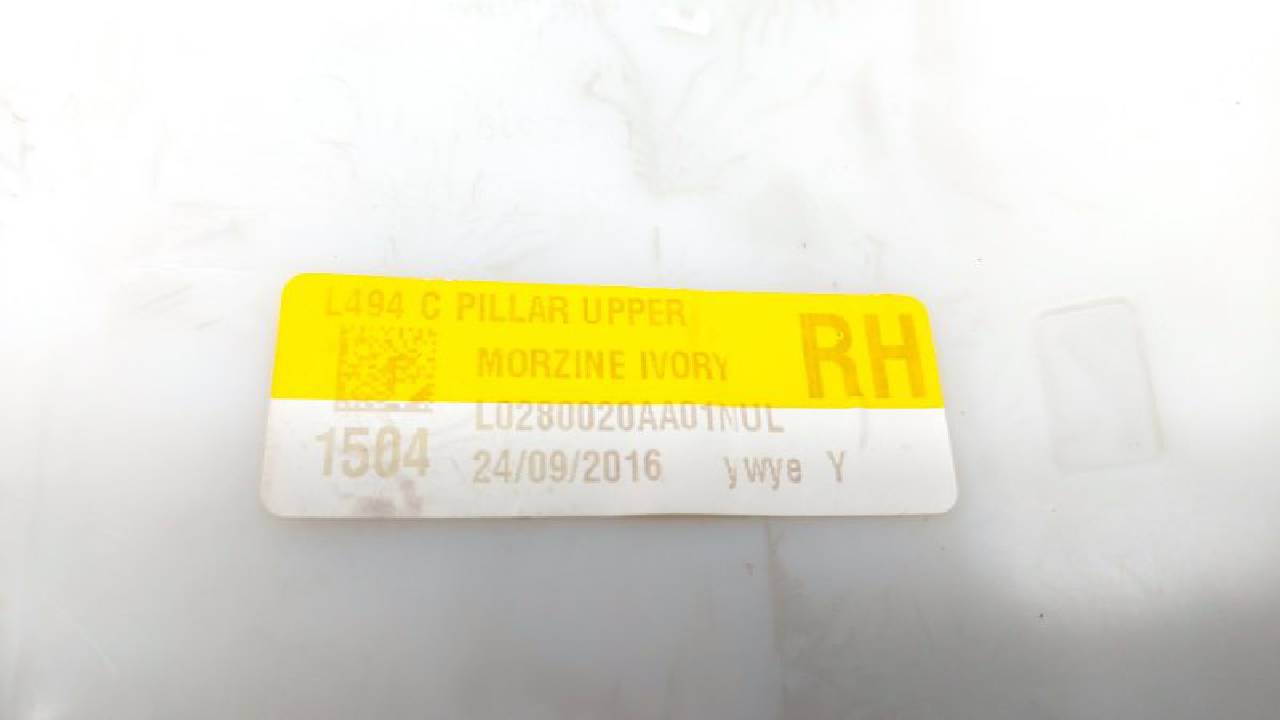 L494 C PILLAR UPPER
MORZINE IVORY
RH
L0280020AA01NUL
1504
24/09/2016 ywye Y